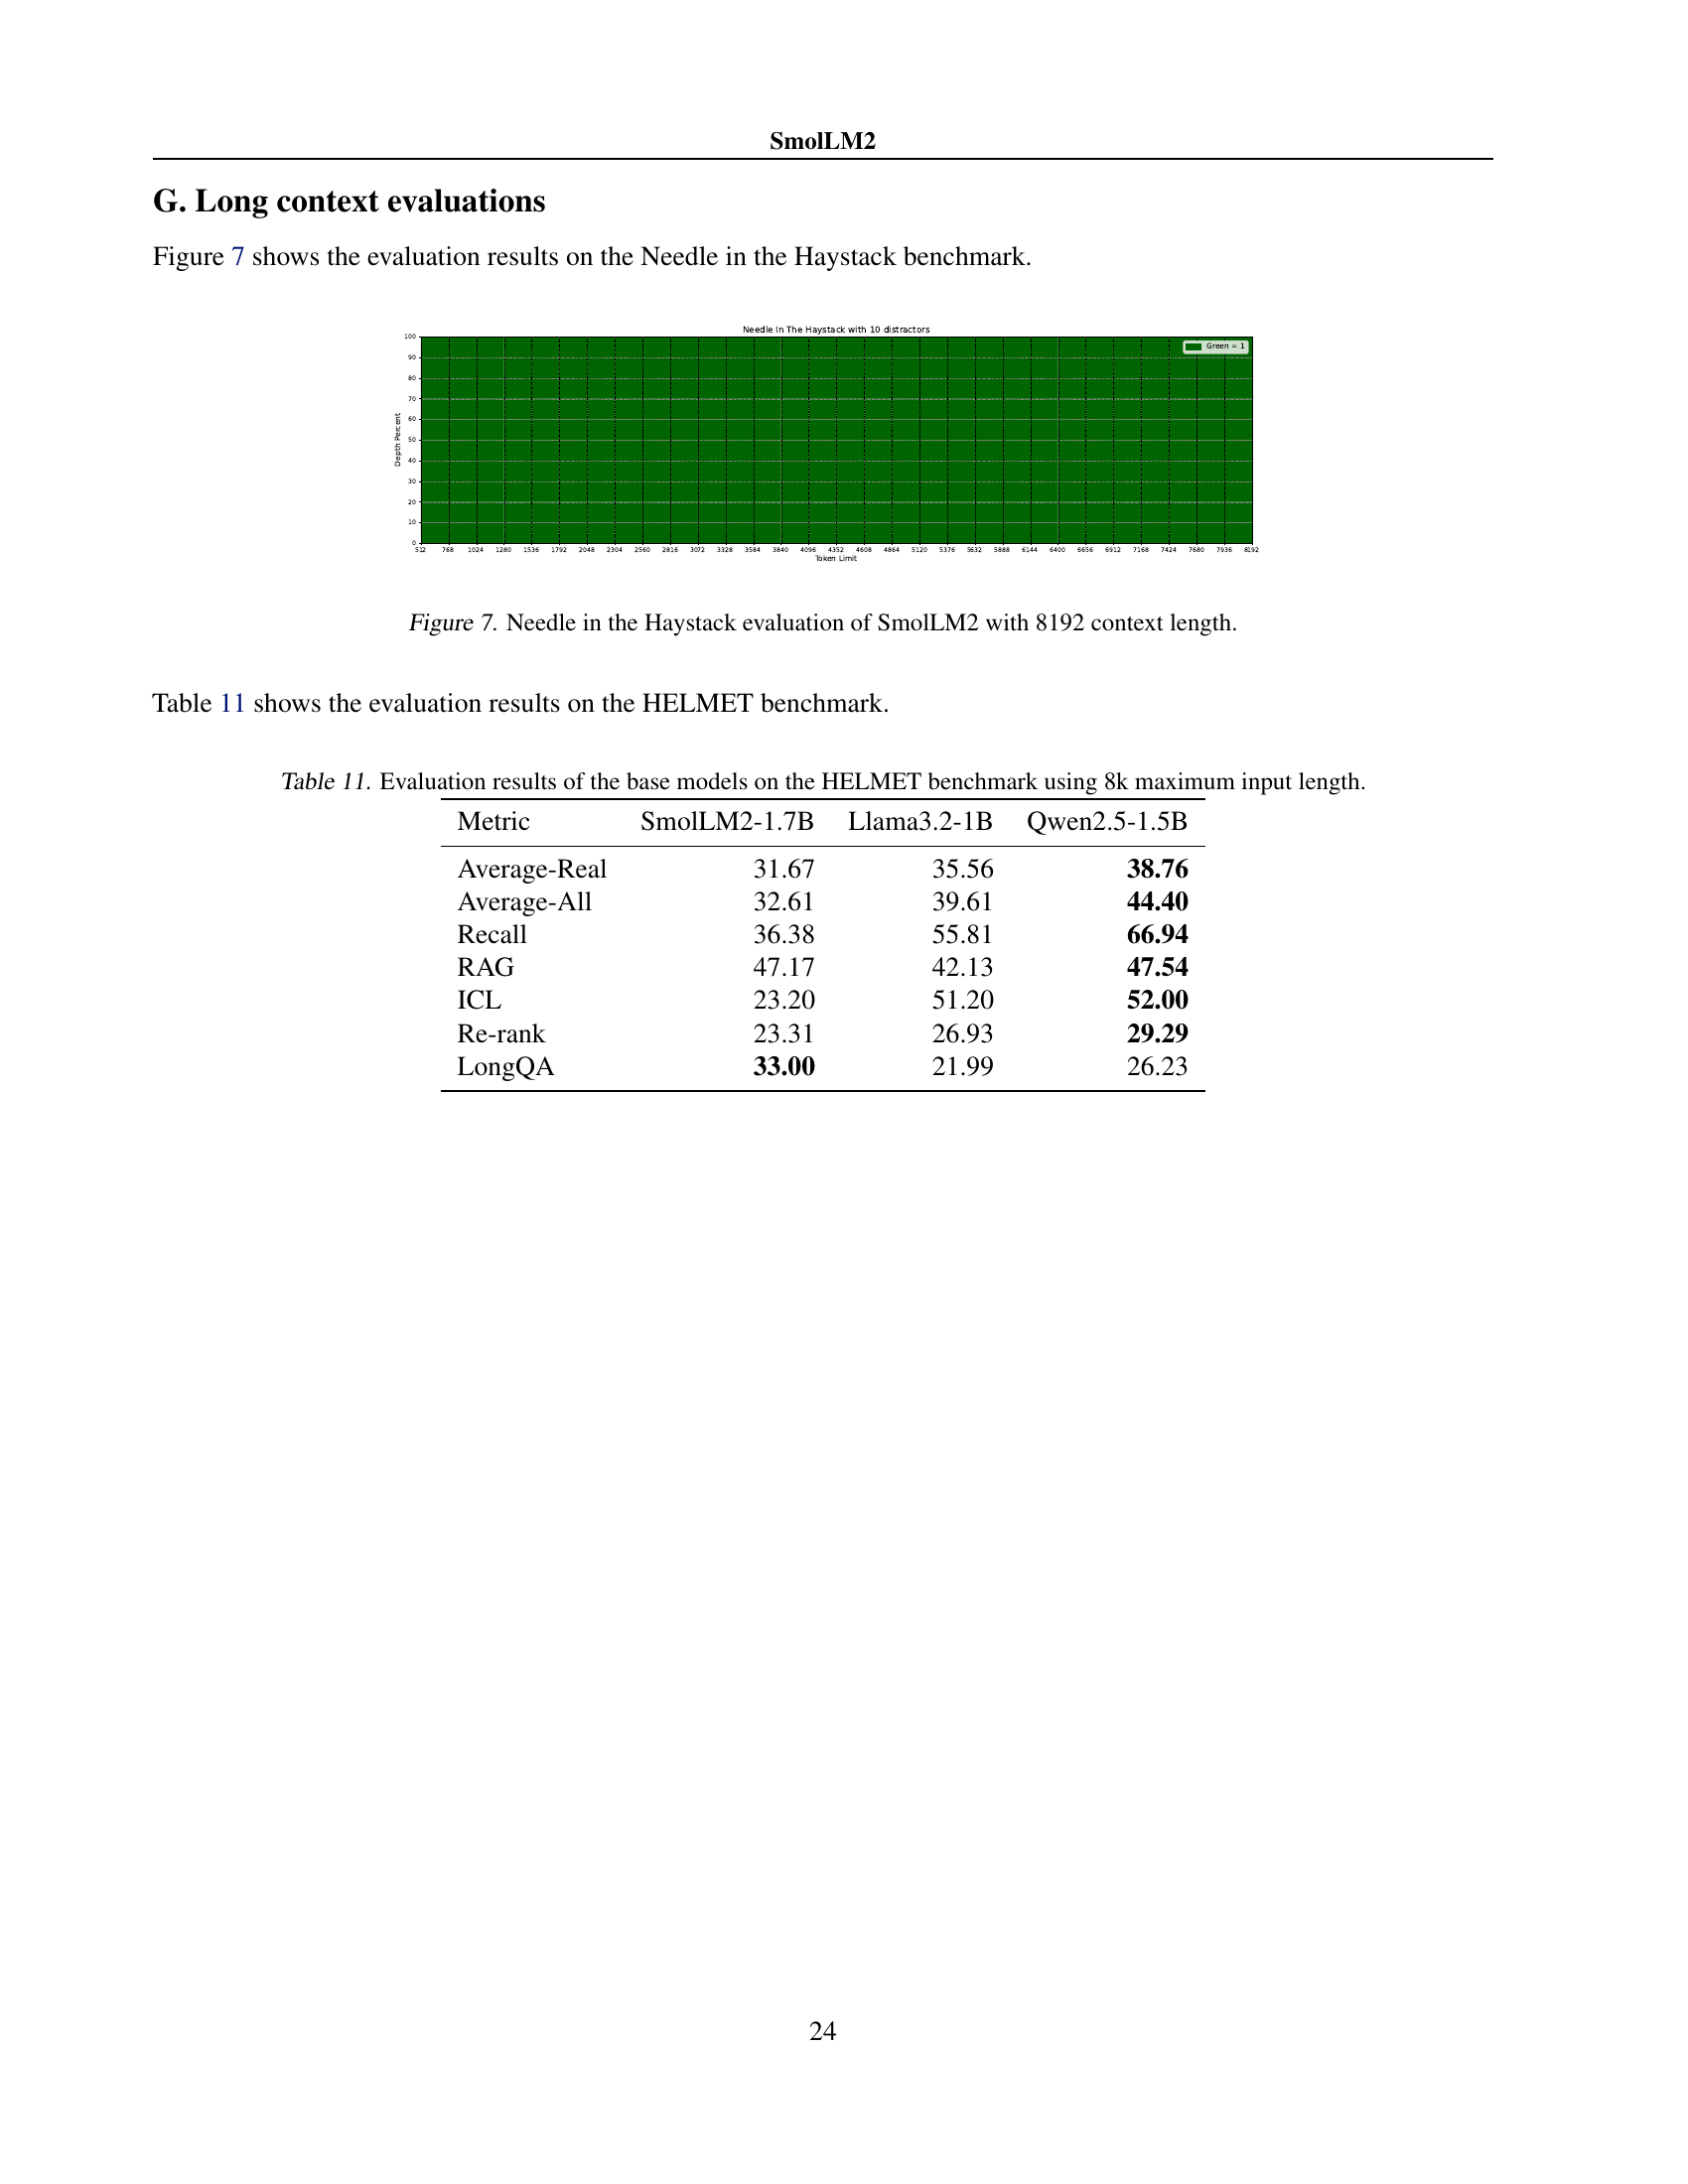 SmolLM2
G. Long context evaluations
Figure 7 shows the evaluation results on the Needle in the Haystack benchmark.
Needle In The Haystack with 10 distractors
Green = 1
100
90
80
70
60
50
40
30
20
10
0
Depth Percent
512 768 1024 1280 1536 1792 2048 2304 2560 2816 3072 3328 3584 3840 4096 4352 4608 4864 5120 5376 5632 5888 6144 6400 6656 6912 7168 7424 7680 7936 8192
Token Limit
Figure 7. Needle in the Haystack evaluation of SmolLM2 with 8192 context length.
Table 11 shows the evaluation results on the HELMET benchmark.
Table 11. Evaluation results of the base models on the HELMET benchmark using 8k maximum input length.
Metric SmolLM2-1.7B Llama3.2-1B Qwen2.5-1.5B
Average-Real 31.67 35.56 38.76
Average-All 32.61 39.61 44.40
Recall 36.38 55.81 66.94
RAG 47.17 42.13 47.54
ICL 23.20 51.20 52.00
Re-rank 23.31 26.93 29.29
LongQA 33.00 21.99 26.23
24